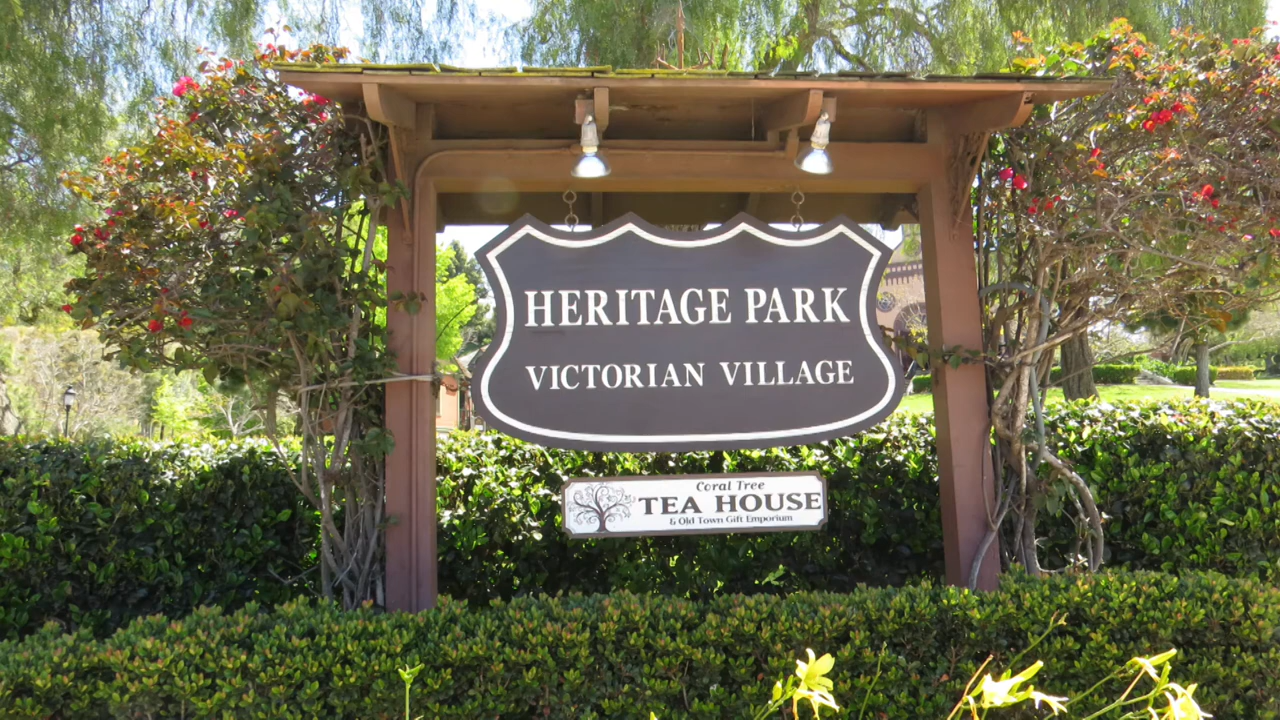 HERITAGE PARK
VICTORIAN VILLAGE
Coral Tree
TEA HOUSE
& Old Town Gift Emporium